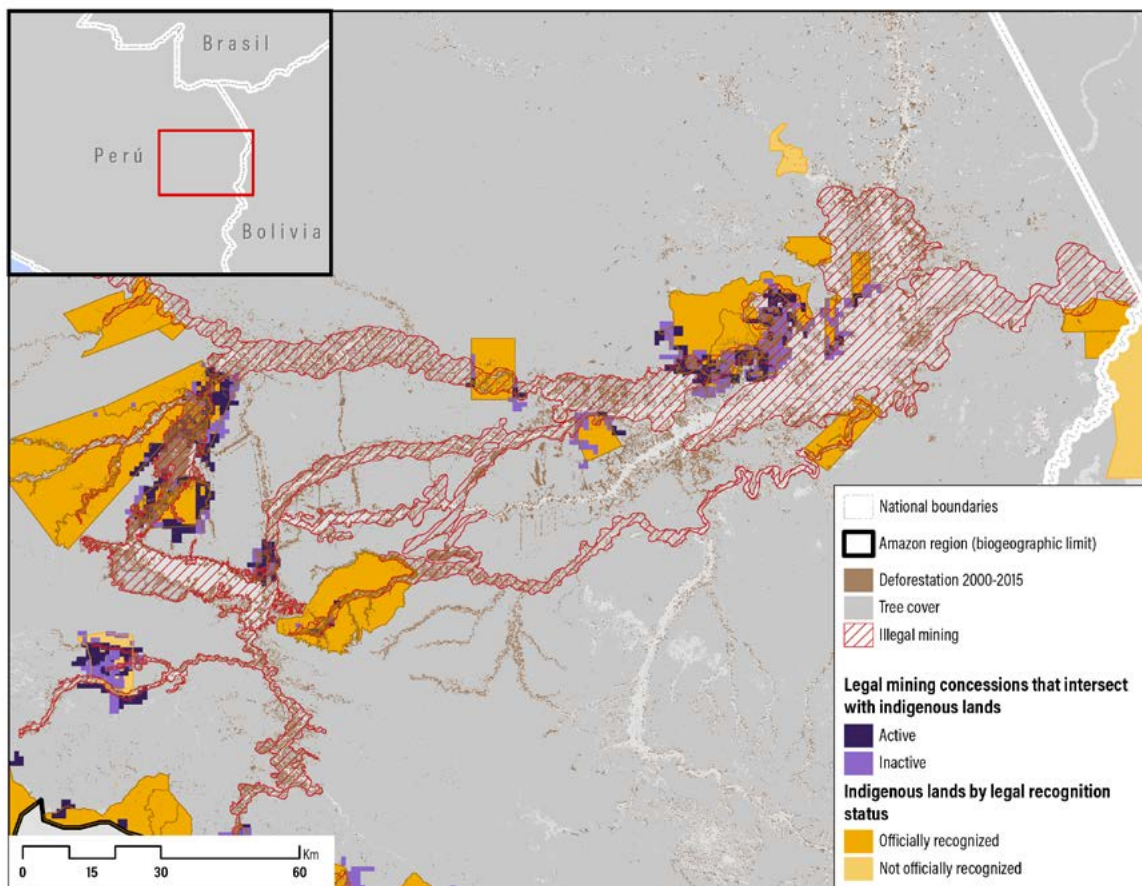 Brasil
Perú
Bolivia
National boundaries
Amazon region (biogeographic limit)
Deforestation 2000-2015
Tree cover
Illegal mining
Legal mining concessions that intersect
with indigenous lands
Active
Inactive
Indigenous lands by legal recognition
status
Officially recognized
Not officially recognized
Km
0 15 30 60